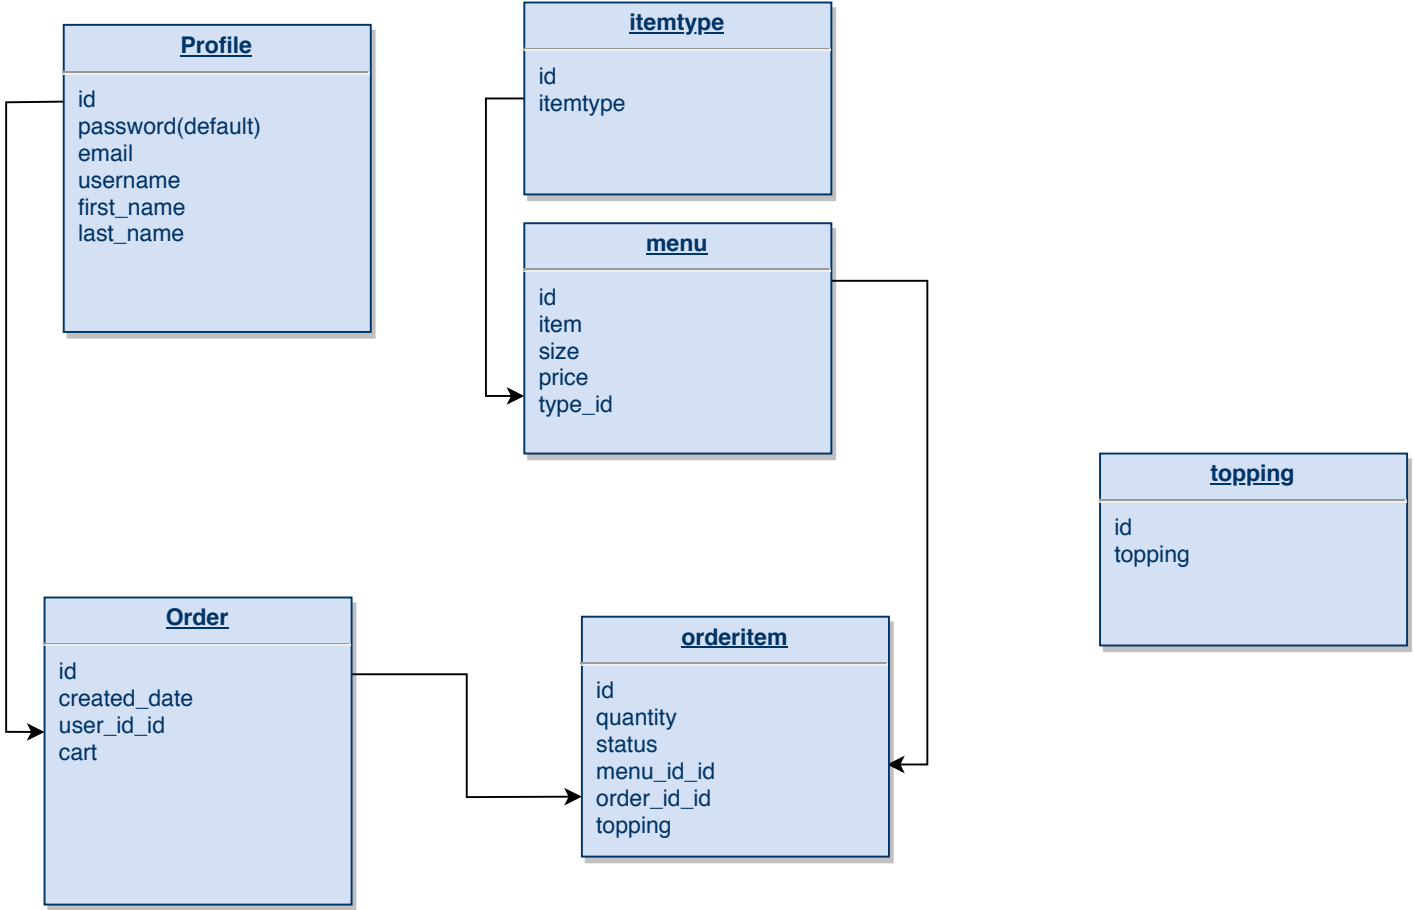 Profile
id
password(default)
email
username
first_name
last_name
itemtype
id
itemtype
menu
id
item
size
price
type_id
topping
id
topping
Order
id
created_date
user_id_id
cart
orderitem
id
quantity
status
menu_id_id
order_id_id
topping